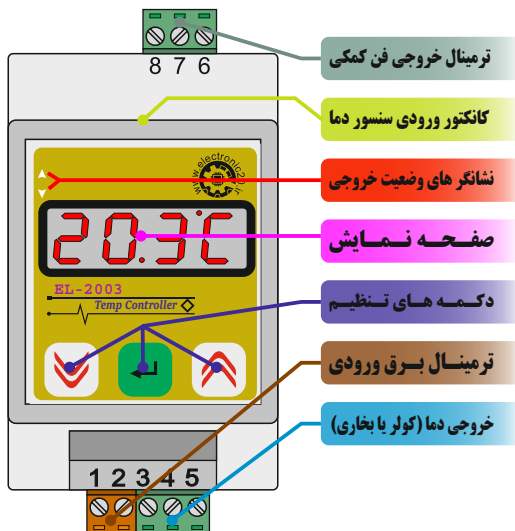 8 7 6
ترمینال خروجی فن کمکی
کانکتور ورودی سنسور دما
www.electronic20.ir
نشانگر های وضعیت خروجی
20.3°C
صفحه نمایش
EL-2003
Temp Controller
دکمه های تنظیم
ترمینال برق ورودی
خروجی دما (کولر یا بخاری)
1 2 3 4 5